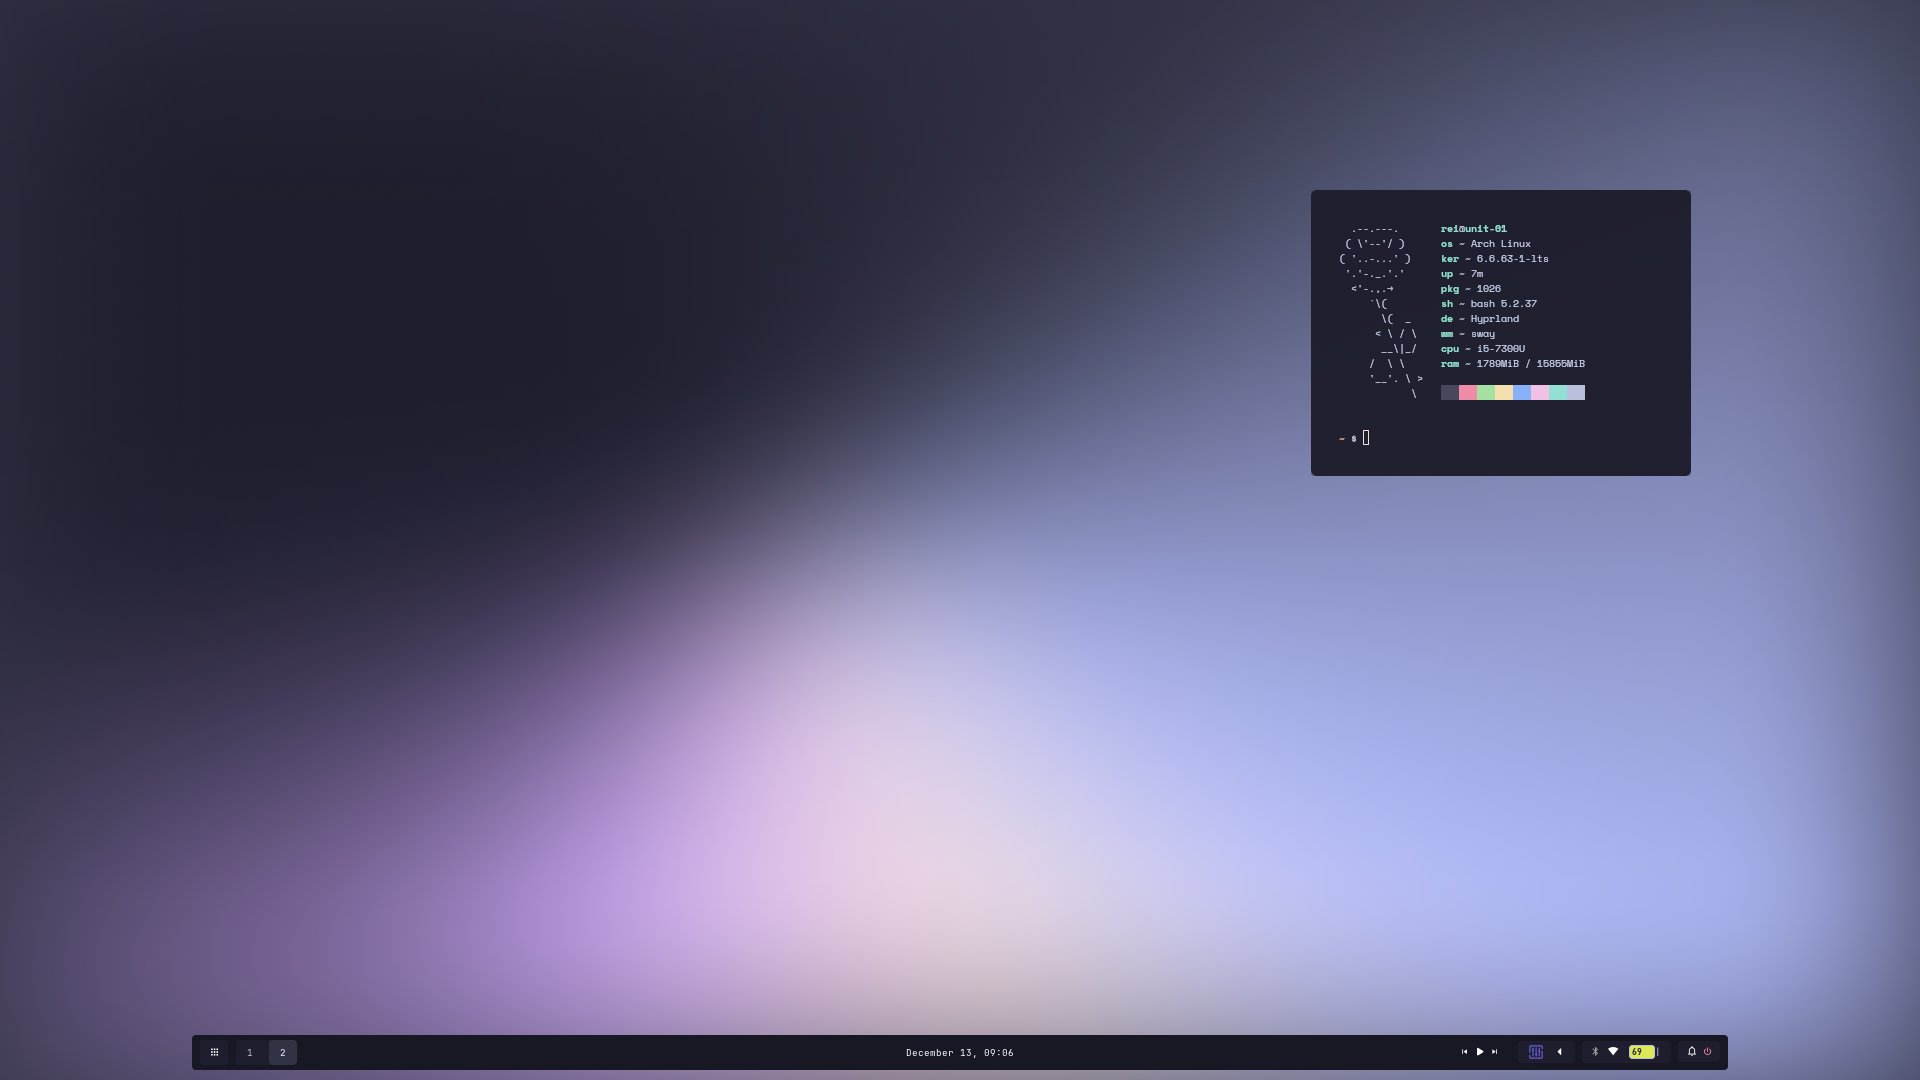 rei@unit-01
os ~ Arch Linux
ker ~ 6.6.63-1-lts
up ~ 7m
pkg ~ 1026
sh ~ bash 5.2.37
de ~ Hyprland
wm ~ sway
cpu ~ i5-7300U
ram ~ 1789MiB / 15855MiB
~ $
1 2 December 13, 09:06 69